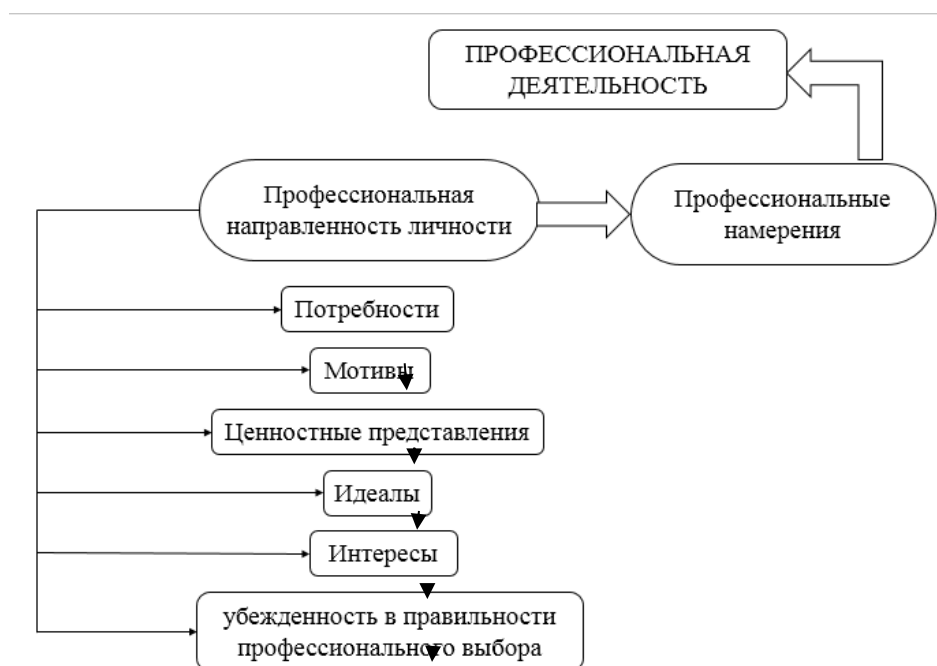 ПРОФЕССИОНАЛЬНАЯ
ДЕЯТЕЛЬНОСТЬ
Профессиональная
направленность личности
Профессиональные
намерения
Потребности
Мотивы
Ценностные представления
Идеалы
Интересы
убежденность в правильности
профессионального выбора